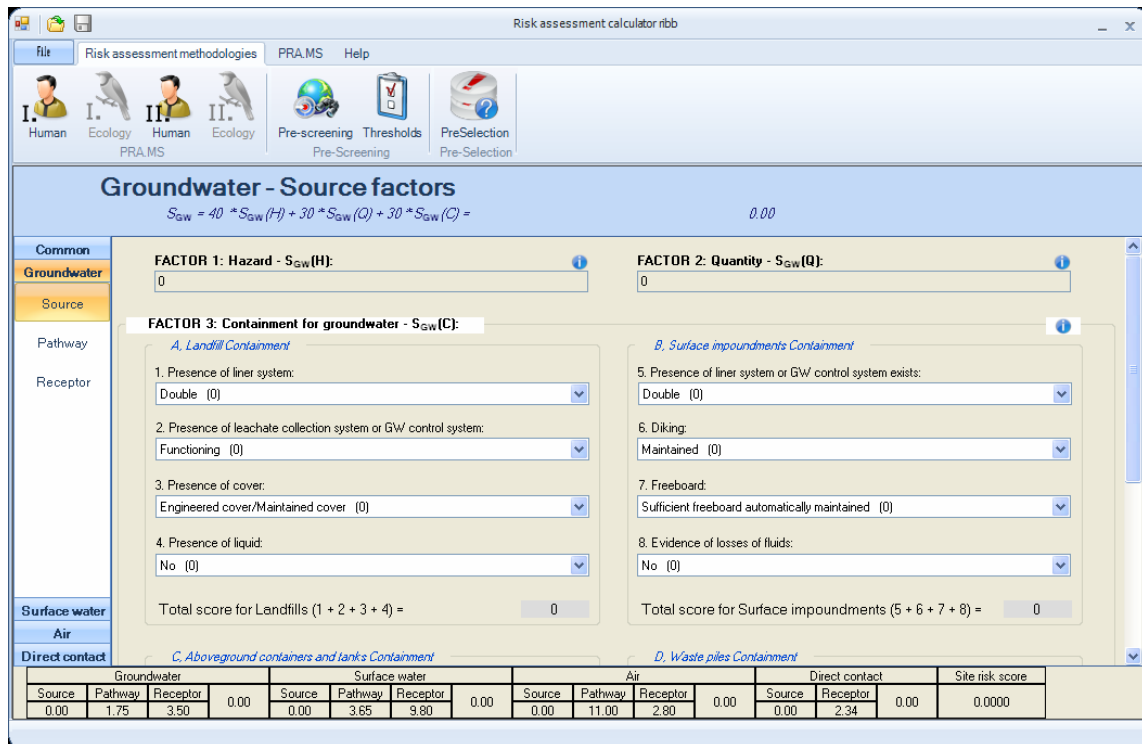 Risk assessment calculator ribb
File Risk assessment methodologies PRA.MS Help
I. II.
Human Ecology Human Ecology Pre-screening Thresholds PreSelection
PRA.MS Pre-Screening Pre-Selection
Groundwater - Source factors
S_GW = 40 *S_GW(H) + 30 *S_GW(Q) + 30 *S_GW(C) = 0.00
Common
Groundwater
Source
Pathway
Receptor
Surface water
Air
Direct contact
FACTOR 1: Hazard - S_GW(H):
0
FACTOR 2: Quantity - S_GW(Q):
0
FACTOR 3: Containment for groundwater - S_GW(C):
A, Landfill Containment
1. Presence of liner system:
Double (0)
2. Presence of leachate collection system or GW control system:
Functioning (0)
3. Presence of cover:
Engineered cover/Maintained cover (0)
4. Presence of liquid:
No (0)
Total score for Landfills (1 + 2 + 3 + 4) = 0
B, Surface impoundments Containment
5. Presence of liner system or GW control system exists:
Double (0)
6. Diking:
Maintained (0)
7. Freeboard:
Sufficient freeboard automatically maintained (0)
8. Evidence of losses of fluids:
No (0)
Total score for Surface impoundments (5 + 6 + 7 + 8) = 0
C, Aboveground containers and tanks Containment
D, Waste piles Containment
Groundwater Surface water Air Direct contact Site risk score
Source Pathway Receptor 0.00 Source Pathway Receptor 0.00 Source Pathway Receptor 0.00 Source Receptor 0.00 0.0000
0.00 1.75 3.50 0.00 3.65 9.80 0.00 11.00 2.80 0.00 2.34